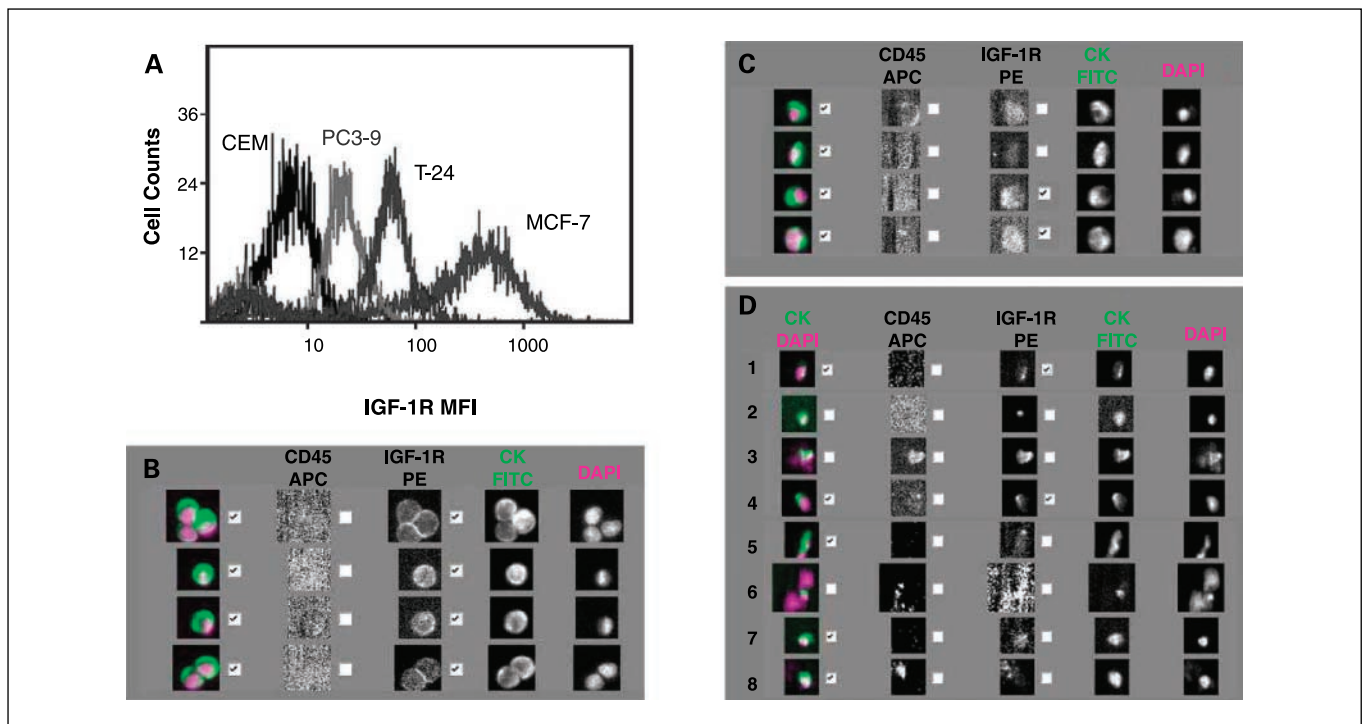 A
36
24
12
Cell Counts
CEM
PC3-9
T-24
MCF-7
10 100 1000
IGF-1R MFI
B
CD45 IGF-1R CK
APC PE FITC DAPI
C
CD45 IGF-1R CK
APC PE FITC DAPI
D
CK CD45 IGF-1R CK
DAPI APC PE FITC DAPI
1
2
3
4
5
6
7
8